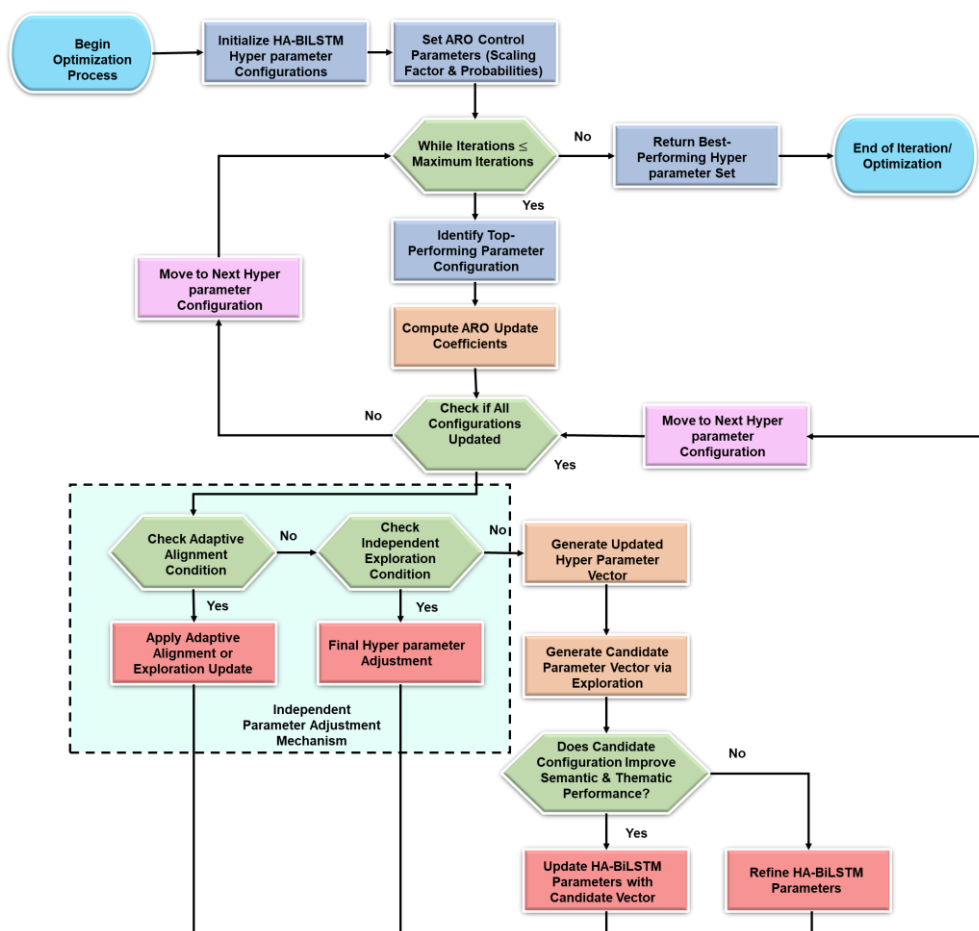 Begin
Optimization
Process
Initialize HA-BILSTM
Hyper parameter
Configurations
Set ARO Control
Parameters (Scaling
Factor & Probabilities)
While Iterations ≤
Maximum Iterations
No
Return Best-
Performing Hyper
parameter Set
End of Iteration/
Optimization
Yes
Identify Top-
Performing Parameter
Configuration
Move to Next Hyper
parameter
Configuration
Compute ARO Update
Coefficients
No
Check if All
Configurations
Updated
Move to Next Hyper
parameter
Configuration
Yes
Check Adaptive
Alignment
Condition
No
Check
Independent
Exploration
Condition
No
Generate Updated
Hyper Parameter
Vector
Yes
Yes
Apply Adaptive
Alignment or
Exploration Update
Final Hyper parameter
Adjustment
Generate Candidate
Parameter Vector via
Exploration
Independent
Parameter Adjustment
Mechanism
Does Candidate
Configuration Improve
Semantic & Thematic
Performance?
No
Yes
Update HA-BiLSTM
Parameters with
Candidate Vector
Refine HA-BiLSTM
Parameters